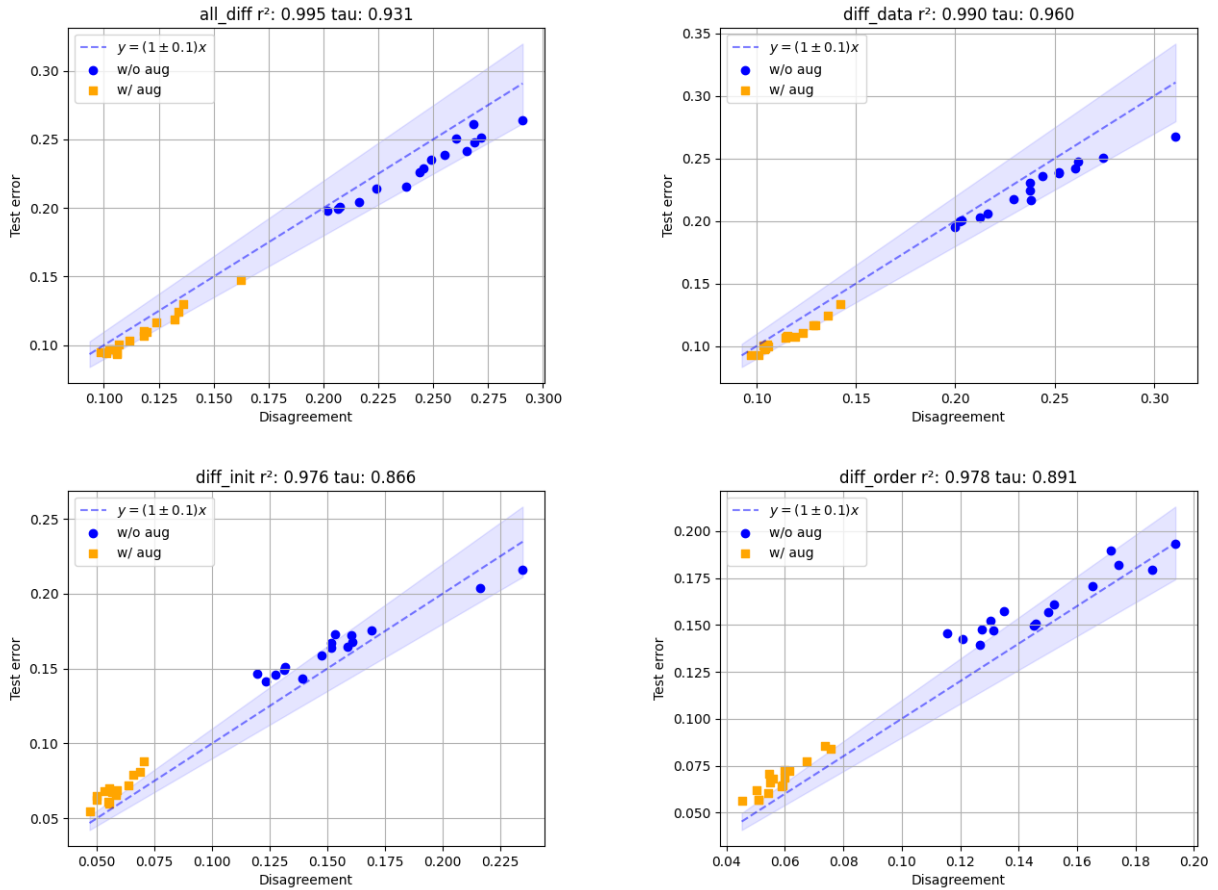 all_diff r²: 0.995 tau: 0.931
y = (1 ± 0.1)x
w/o aug
w/ aug
0.30
0.25
0.20
0.15
0.10
Test error
0.100 0.125 0.150 0.175 0.200 0.225 0.250 0.275 0.300
Disagreement
diff_data r²: 0.990 tau: 0.960
y = (1 ± 0.1)x
w/o aug
w/ aug
0.35
0.30
0.25
0.20
0.15
0.10
Test error
0.10 0.15 0.20 0.25 0.30
Disagreement
diff_init r²: 0.976 tau: 0.866
y = (1 ± 0.1)x
w/o aug
w/ aug
0.25
0.20
0.15
0.10
0.05
Test error
0.050 0.075 0.100 0.125 0.150 0.175 0.200 0.225
Disagreement
diff_order r²: 0.978 tau: 0.891
y = (1 ± 0.1)x
w/o aug
w/ aug
0.200
0.175
0.150
0.125
0.100
0.075
0.050
Test error
0.04 0.06 0.08 0.10 0.12 0.14 0.16 0.18 0.20
Disagreement